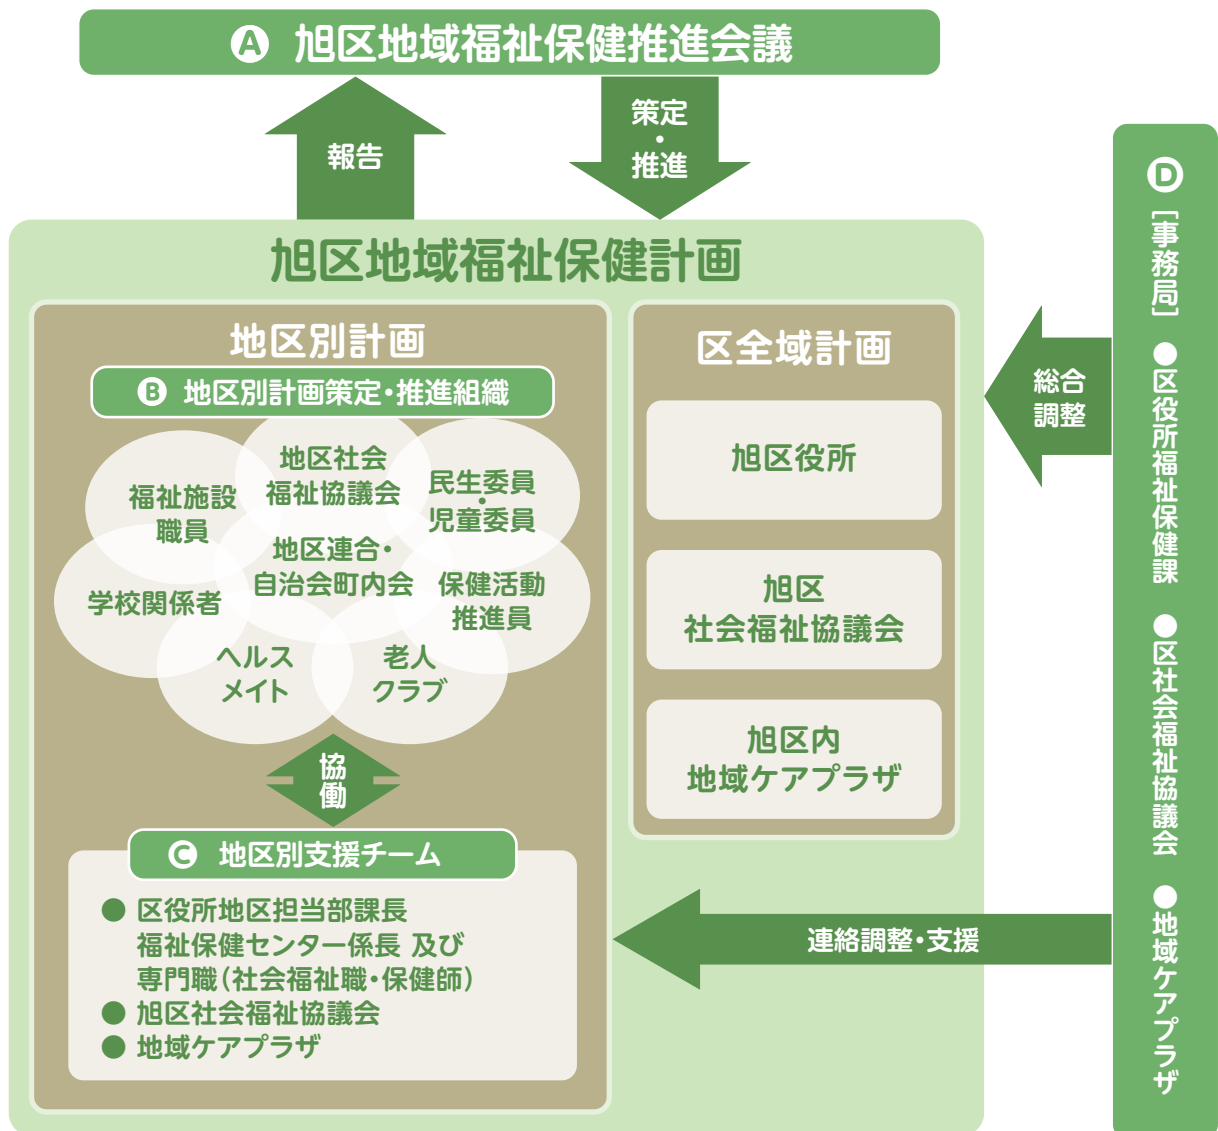 A 旭区地域福祉保健推進会議
報告
策定
・
推進
旭区地域福祉保健計画
地区別計画
B 地区別計画策定・推進組織
地区社会
福祉協議会
福祉施設
職員
民生委員
・
児童委員
地区連合・
自治会町内会
学校関係者
保健活動
推進員
ヘルス
メイト
老人
クラブ
協
働
C 地区別支援チーム
● 区役所地区担当部課長
福祉保健センター係長 及び
専門職(社会福祉職・保健師)
● 旭区社会福祉協議会
● 地域ケアプラザ
区全域計画
旭区役所
旭区
社会福祉協議会
旭区内
地域ケアプラザ
総合
調整
連絡調整・支援
D [事務局] ●区役所福祉保健課 ●区社会福祉協議会 ●地域ケアプラザ